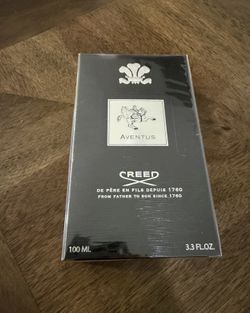 AVENTUS
CREED
DE PÈRE EN FILS DEPUIS 1760
FROM FATHER TO SON SINCE 1760
100 ML 3.3 FL.OZ.